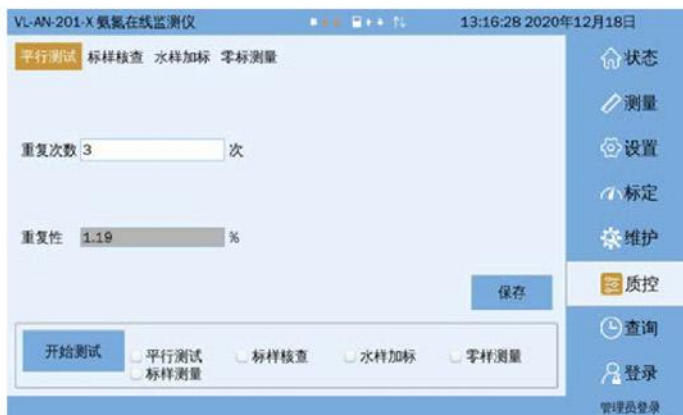 VL-AN-201-X 氨氮在线监测仪 13:16:28 2020年12月18日
平行测试 标样核查 水样加标 零标测量
重复次数 3 次
重复性 1.19 %
保存
开始测试
平行测试 标样核查 水样加标 零样测量
标样测量
状态
测量
设置
标定
维护
质控
查询
登录
管理员登录